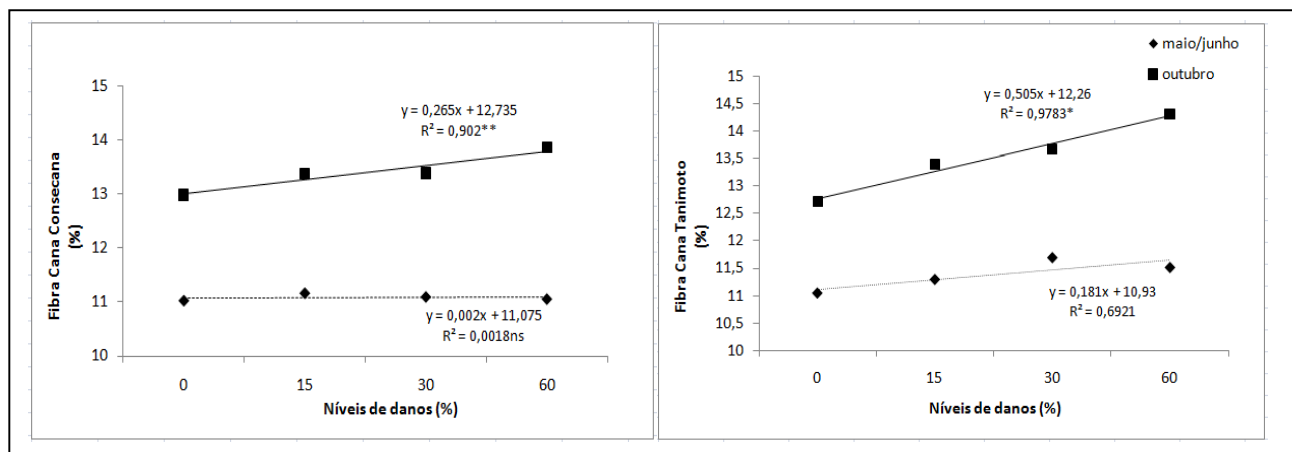 15
14
13
12
11
10
Fibra Cana Consecana
(%)
y = 0,265x + 12,735
R² = 0,902**
y = 0,002x + 11,075
R² = 0,0018ns
0 15 30 60
Níveis de danos (%)
maio/junho
outubro
15
14,5
14
13,5
13
12,5
12
11,5
11
10,5
10
Fibra Cana Tanimoto
(%)
y = 0,505x + 12,26
R² = 0,9783*
y = 0,181x + 10,93
R² = 0,6921
0 15 30 60
Níveis de danos (%)